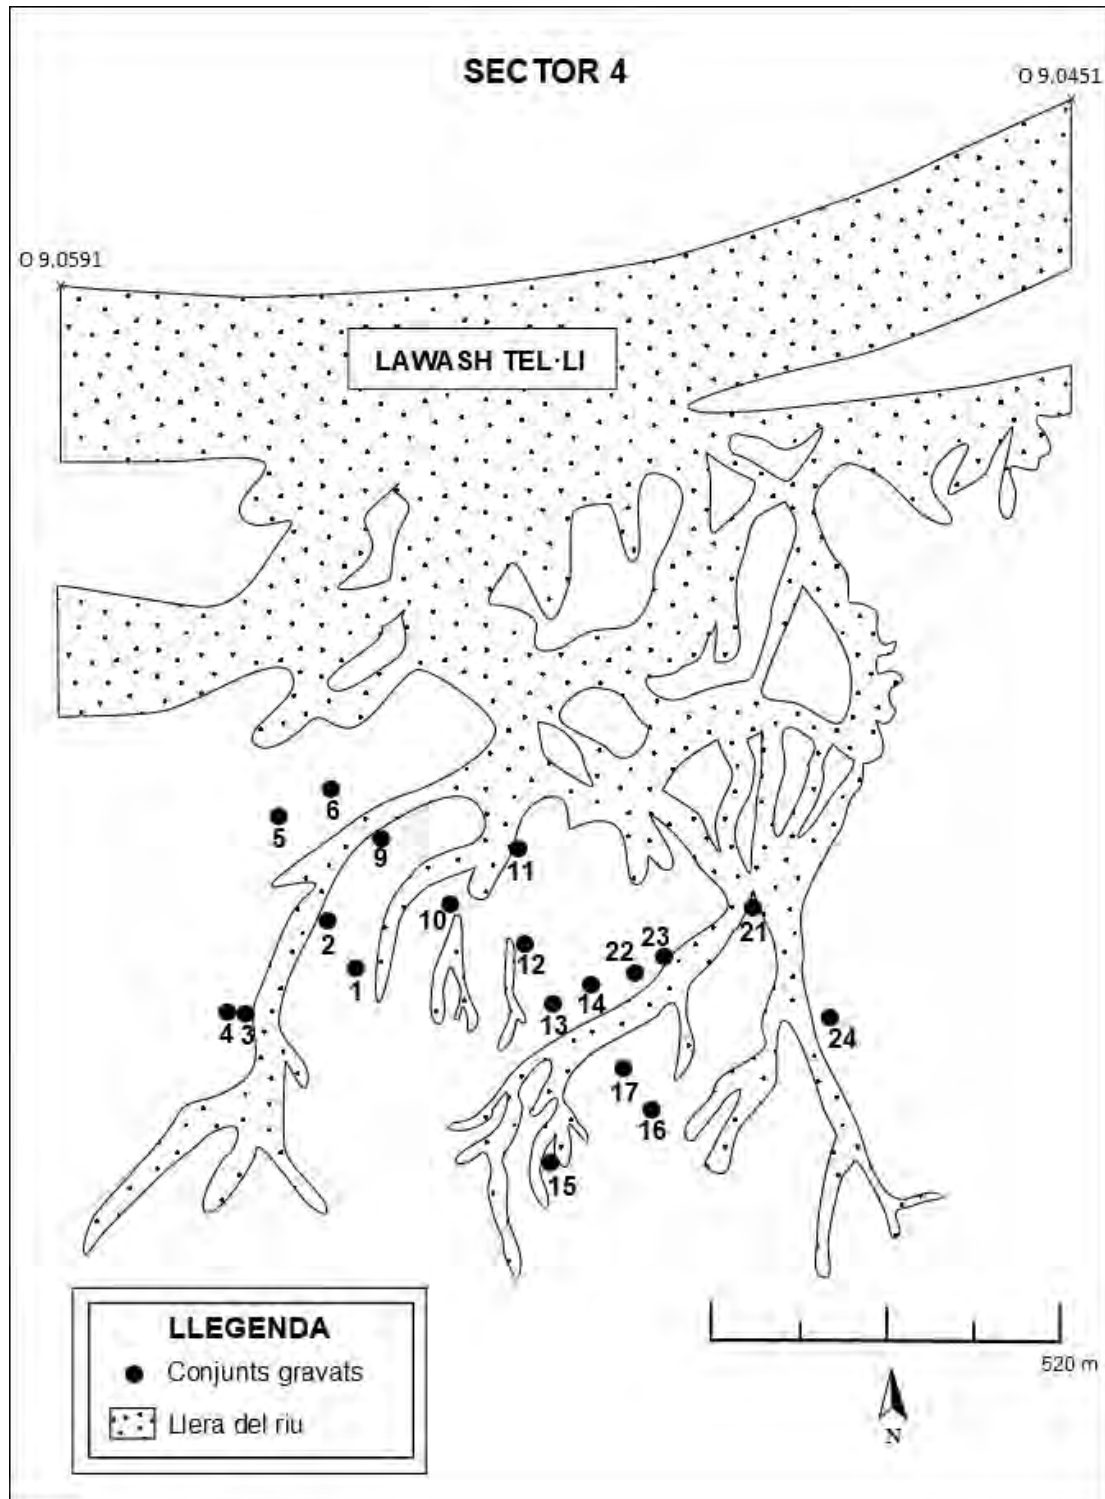 SECTOR 4
O 9,0451
O 9,0591
LAWASH TEL·LI
6
5
9
11
10
2
12
23
22
21
1
14
13
4 3
24
17
16
15
LLEGENDA
Conjunts gravats
Llera del riu
520 m
N